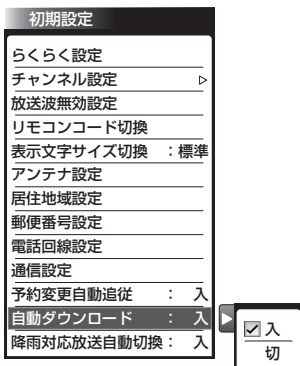 初期設定
らくらく設定
チャンネル設定
放送波無効設定
リモコンコード切換
表示文字サイズ切換 ：標準
アンテナ設定
居住地域設定
郵便番号設定
電話回線設定
通信設定
予約変更自動追従 ： 入
自動ダウンロード ： 入
降雨対応放送自動切換： 入
入
切